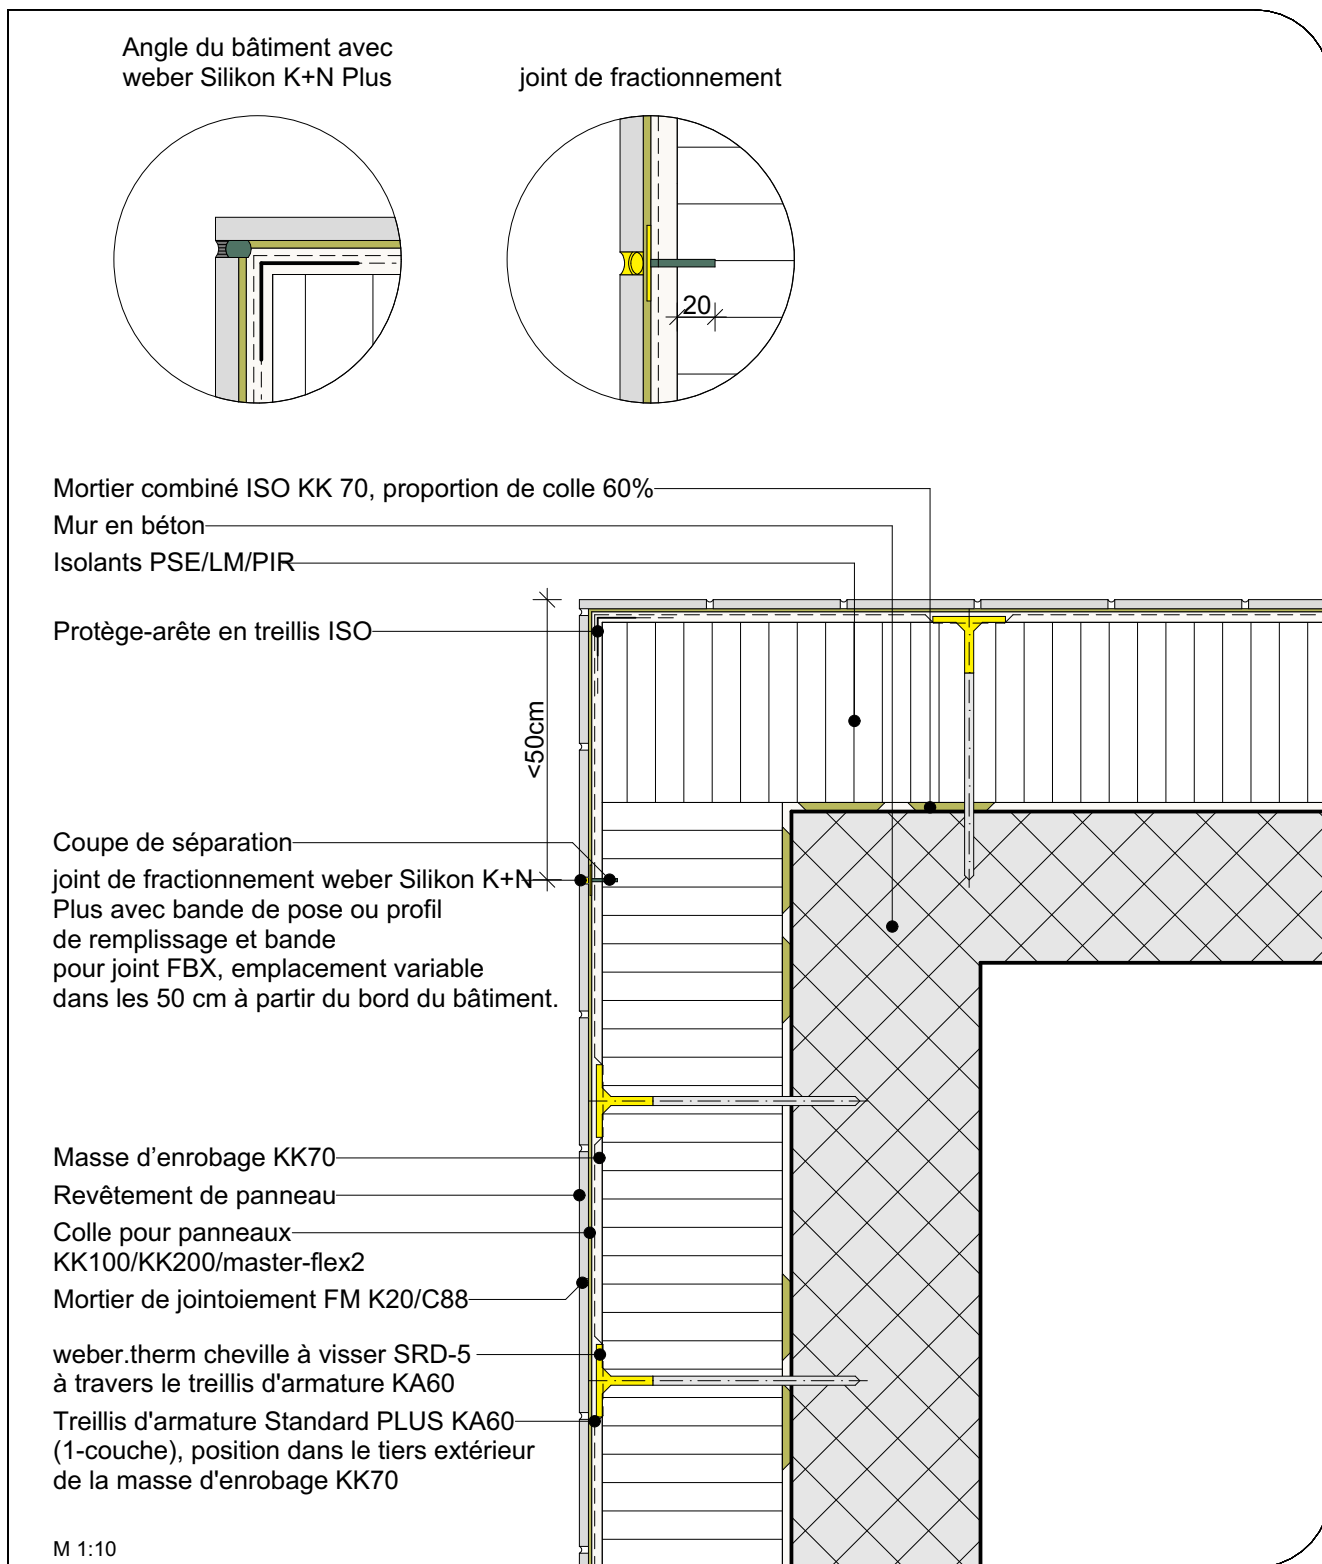 Angle du bâtiment avec
weber Silikon K+N Plus
joint de fractionnement
20
Mortier combiné ISO KK 70, proportion de colle 60%
Mur en béton
Isolants PSE/LM/PIR
Protège-arête en treillis ISO
<50cm
Coupe de séparation
joint de fractionnement weber Silikon K+N
Plus avec bande de pose ou profil
de remplissage et bande
pour joint FBX, emplacement variable
dans les 50 cm à partir du bord du bâtiment.
Masse d’enrobage KK70
Revêtement de panneau
Colle pour panneaux
KK100/KK200/master-flex2
Mortier de jointoiement FM K20/C88
weber.therm cheville à visser SRD-5
à travers le treillis d'armature KA60
Treillis d'armature Standard PLUS KA60
(1-couche), position dans le tiers extérieur
de la masse d'enrobage KK70
M 1:10